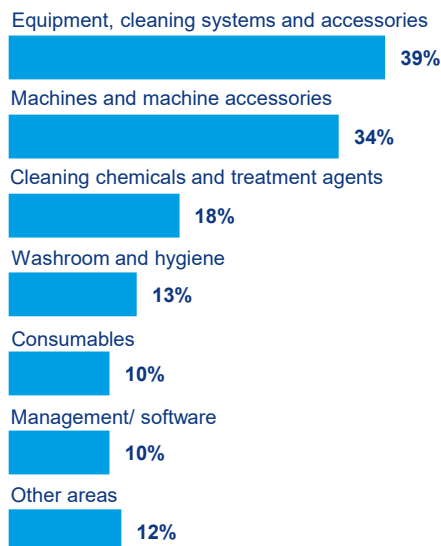 Equipment, cleaning systems and accessories
39%
Machines and machine accessories
34%
Cleaning chemicals and treatment agents
18%
Washroom and hygiene
13%
Consumables
10%
Management/ software
10%
Other areas
12%